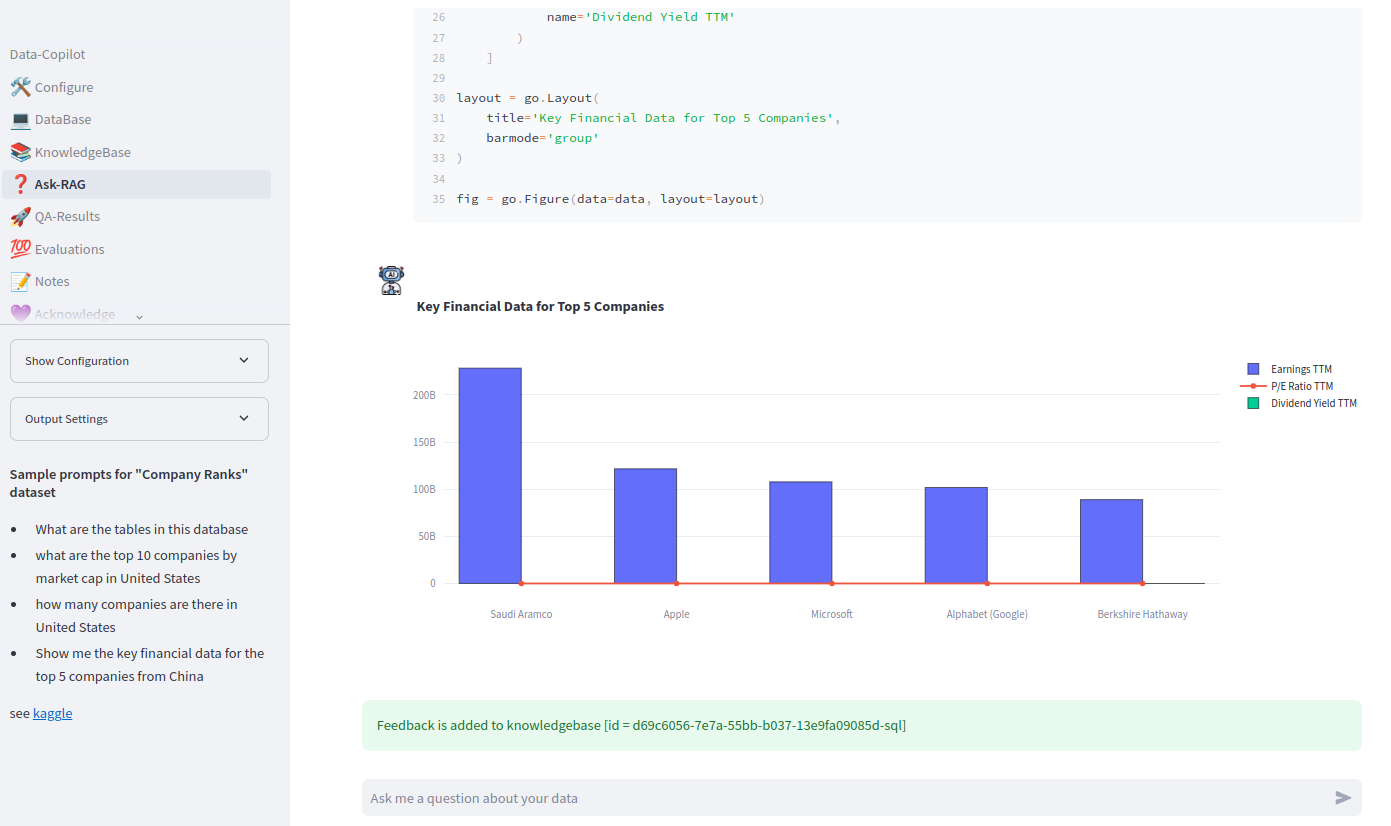 Data-Copilot
🛠️ Configure
💻 DataBase
📚 KnowledgeBase
❓ Ask-RAG
🚀 QA-Results
💯 Evaluations
📝 Notes
💜 Acknowledge
Show Configuration
Output Settings
Sample prompts for "Company Ranks"
dataset
• What are the tables in this database
• what are the top 10 companies by
market cap in United States
• how many companies are there in
United States
• Show me the key financial data for the
top 5 companies from China
see kaggle
26             name='Dividend Yield TTM'
27         )
28     ]
29
30 layout = go.Layout(
31     title='Key Financial Data for Top 5 Companies',
32     barmode='group'
33 )
34
35 fig = go.Figure(data=data, layout=layout)
AI
Key Financial Data for Top 5 Companies
200B
150B
100B
50B
0
Saudi Aramco
Apple
Microsoft
Alphabet (Google)
Berkshire Hathaway
Earnings TTM
P/E Ratio TTM
Dividend Yield TTM
Feedback is added to knowledgebase [id = d69c6056-7e7a-55bb-b037-13e9fa09085d-sql]
Ask me a question about your data